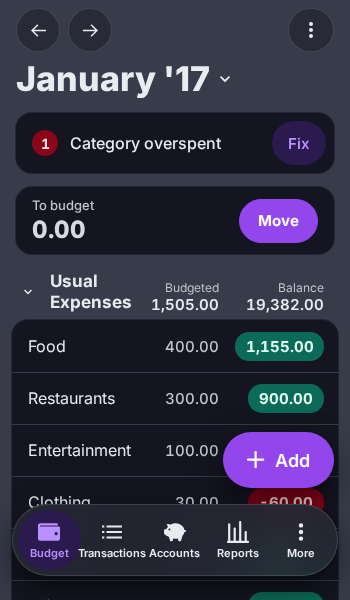 January '17
1 Category overspent Fix
To budget
0.00 Move
Usual
Expenses
Budgeted
1,505.00
Balance
19,382.00
Food 400.00 1,155.00
Restaurants 300.00 900.00
Entertainment 100.00
Add
Clothing 30.00 -60.00
Budget Transactions Accounts Reports More